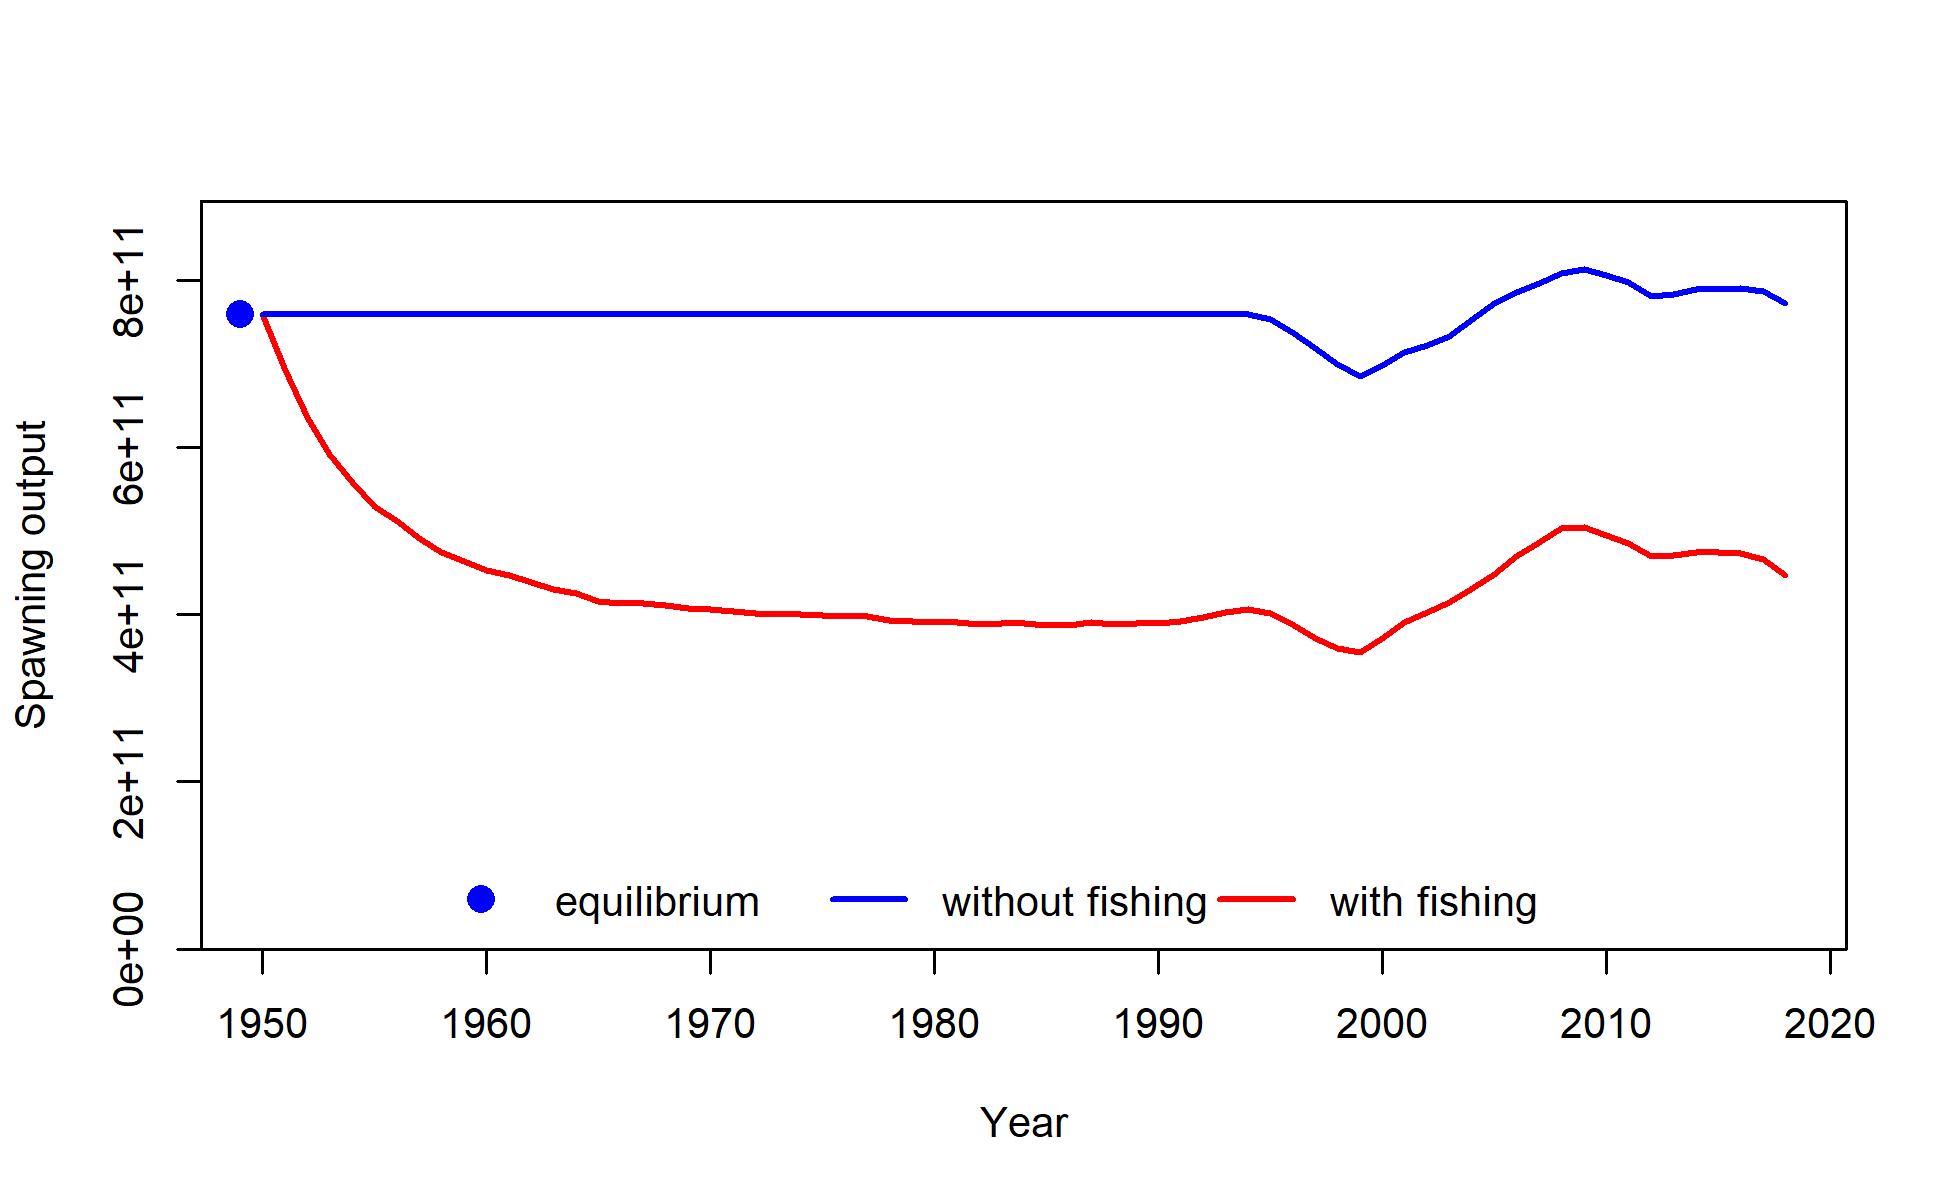 Spawning output
8e+11
6e+11
4e+11
2e+11
0e+00
equilibrium without fishing with fishing
1950 1960 1970 1980 1990 2000 2010 2020
Year